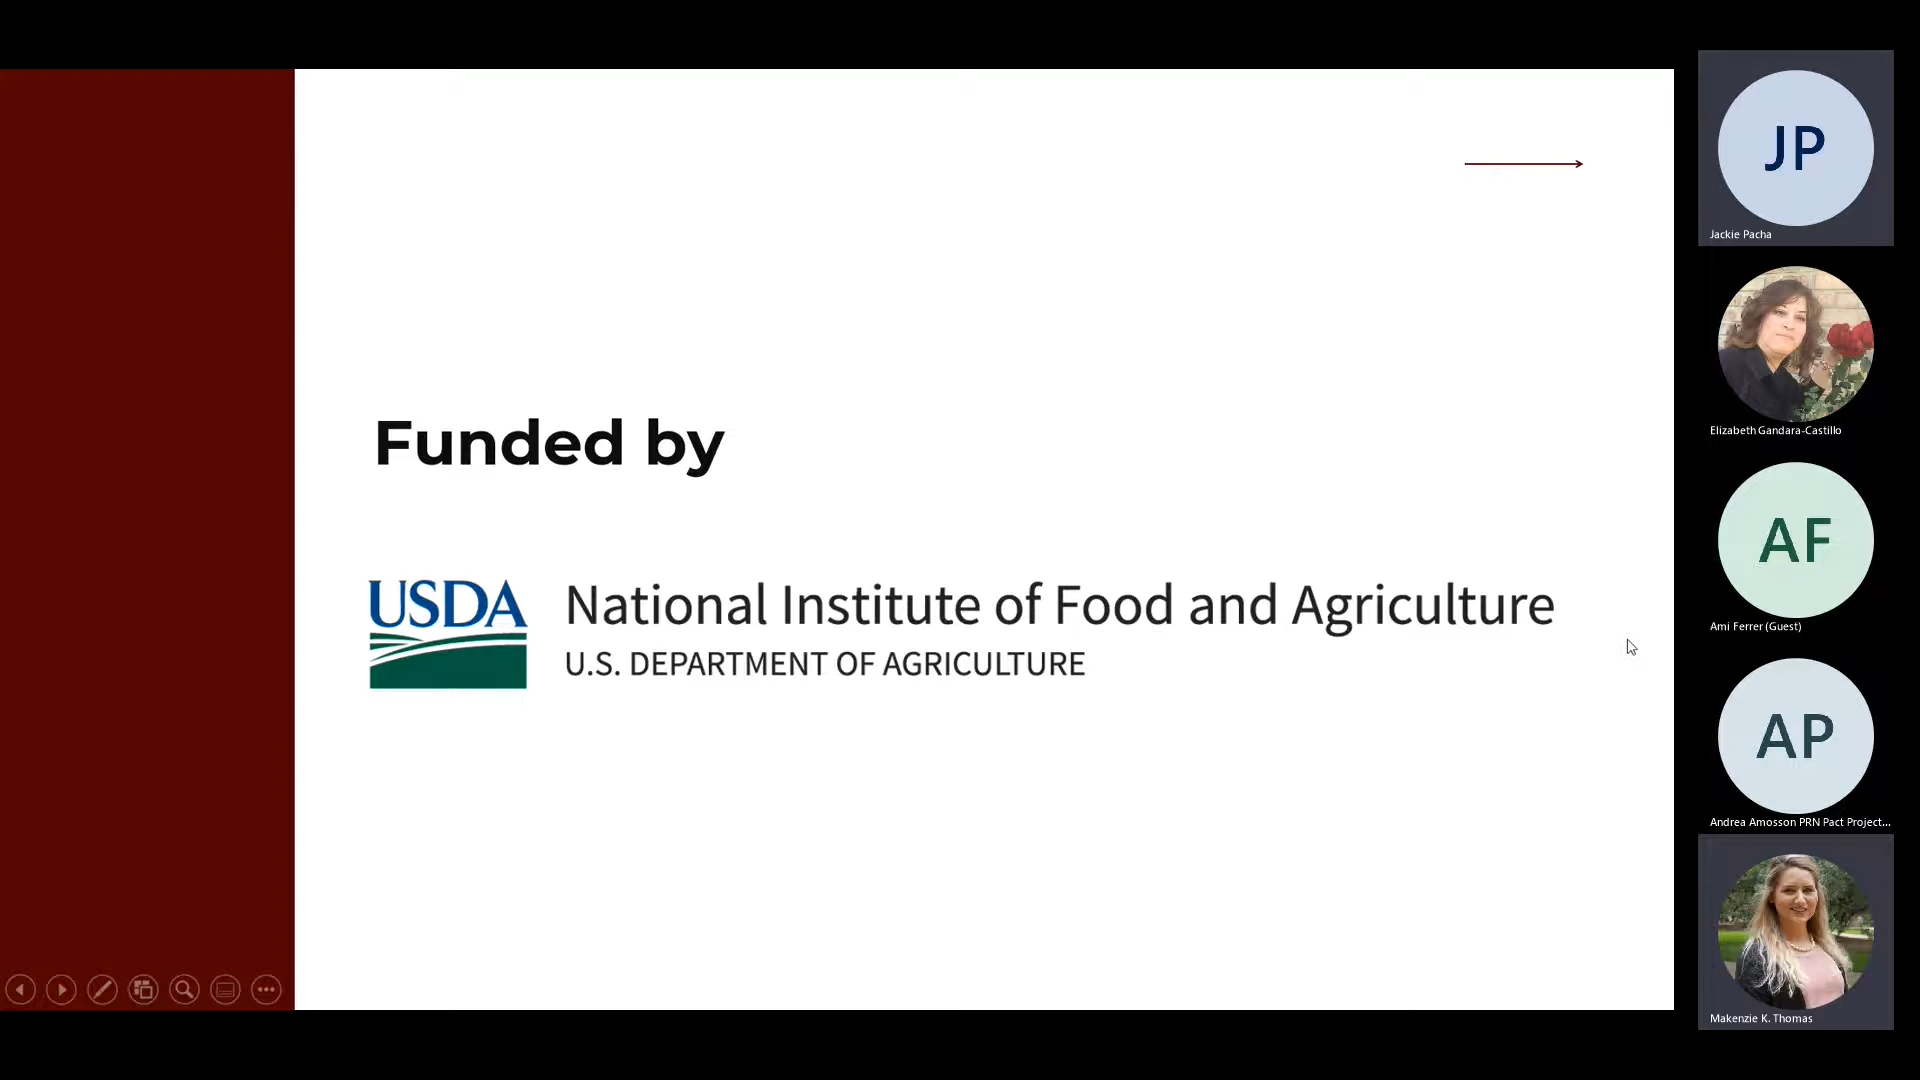 Funded by
USDA
National Institute of Food and Agriculture
U.S. DEPARTMENT OF AGRICULTURE
JP
Jackie Pacha
Elizabeth Gandara-Castillo
AF
Ami Ferrer (Guest)
AP
Andrea Amosson PRN Pact Project...
Makenzie K. Thomas